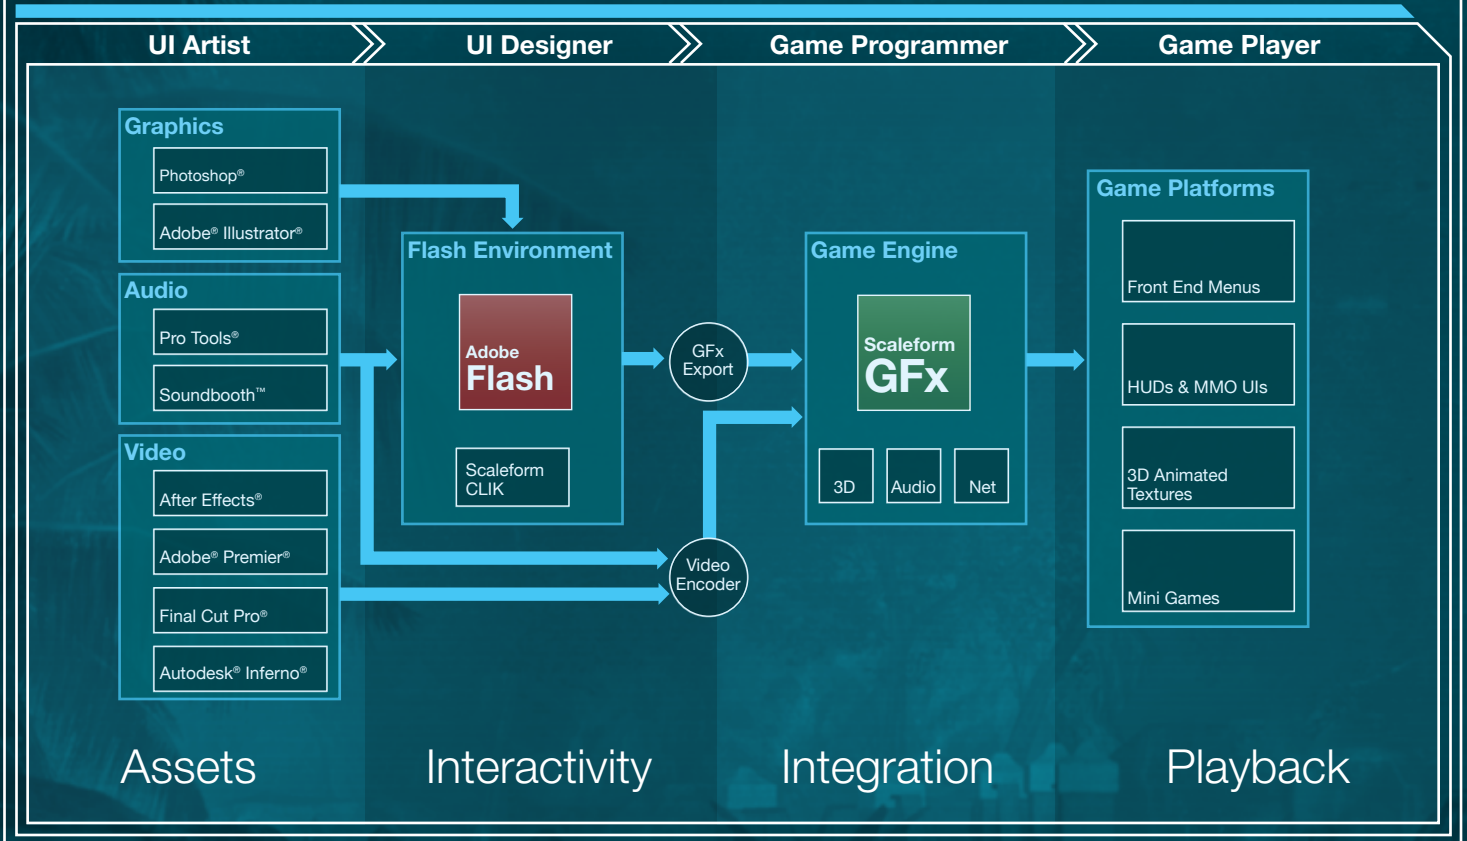 UI Artist
UI Designer
Game Programmer
Game Player
Graphics
Photoshop®
Adobe® Illustrator®
Audio
Pro Tools®
Soundbooth™
Video
After Effects®
Adobe® Premier®
Final Cut Pro®
Autodesk® Inferno®
Flash Environment
Adobe
Flash
Scaleform
CLIK
GFx
Export
Video
Encoder
Game Engine
Scaleform
GFx
3D
Audio
Net
Game Platforms
Front End Menus
HUDs & MMO UIs
3D Animated
Textures
Mini Games
Assets
Interactivity
Integration
Playback